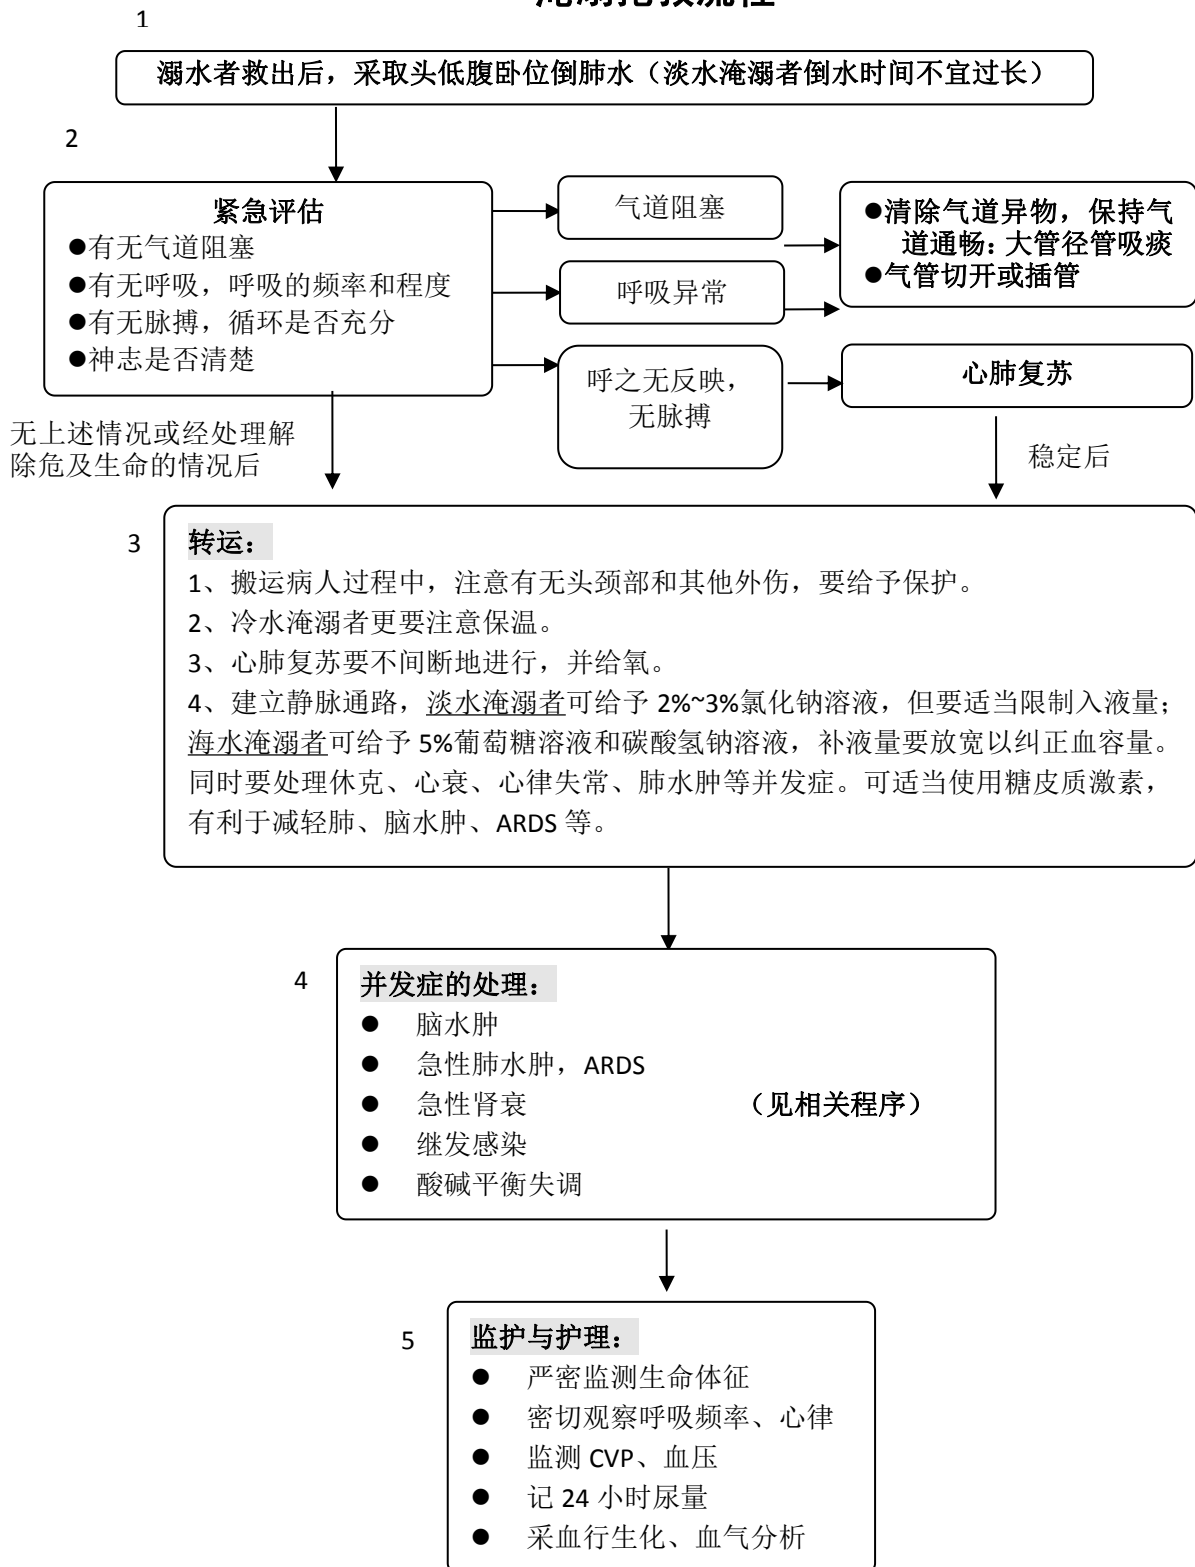 1
溺水者救出后，采取头低腹卧位倒肺水（淡水淹溺者倒水时间不宜过长）
2
紧急评估
●有无气道阻塞
●有无呼吸，呼吸的频率和程度
●有无脉搏，循环是否充分
●神志是否清楚
气道阻塞
呼吸异常
呼之无反映，
无脉搏
●清除气道异物，保持气
道通畅：大管径管吸痰
●气管切开或插管
心肺复苏
无上述情况或经处理解
除危及生命的情况后
稳定后
3
转运：
1、搬运病人过程中，注意有无头颈部和其他外伤，要给予保护。
2、冷水淹溺者更要注意保温。
3、心肺复苏要不间断地进行，并给氧。
4、建立静脉通路，淡水淹溺者可给予 2%~3%氯化钠溶液，但要适当限制入液量；
海水淹溺者可给予 5%葡萄糖溶液和碳酸氢钠溶液，补液量要放宽以纠正血容量。
同时要处理休克、心衰、心律失常、肺水肿等并发症。可适当使用糖皮质激素，
有利于减轻肺、脑水肿、ARDS 等。
4
并发症的处理：
● 脑水肿
● 急性肺水肿，ARDS
● 急性肾衰 （见相关程序）
● 继发感染
● 酸碱平衡失调
5
监护与护理：
● 严密监测生命体征
● 密切观察呼吸频率、心律
● 监测 CVP、血压
● 记 24 小时尿量
● 采血行生化、血气分析